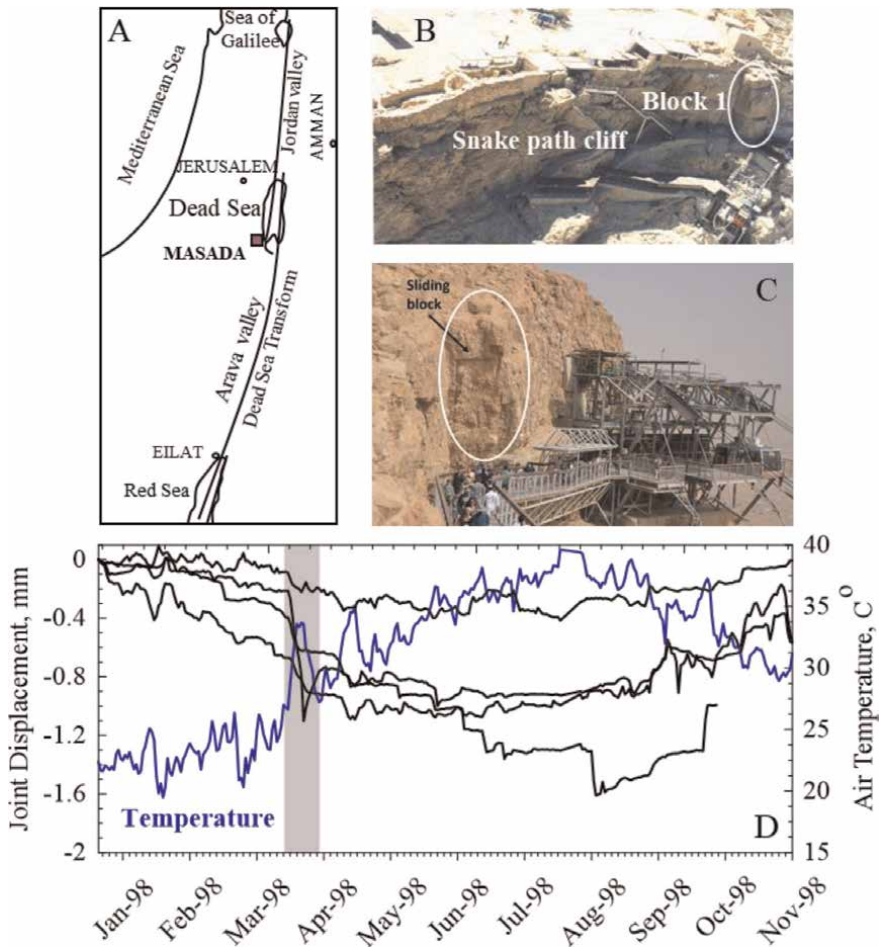 A
Sea of
Galilee
Mediterranean Sea
Jordan valley
AMMAN
JERUSALEM
Dead Sea
MASADA
Arava valley
Dead Sea Transform
EILAT
Red Sea
B
Block 1
Snake path cliff
C
Sliding
block
D
Joint Displacement, mm
0
-0.4
-0.8
-1.2
-1.6
-2
Temperature
40
35
30
25
20
15
Air Temperature, C°
Jan-98
Feb-98
Mar-98
Apr-98
May-98
Jun-98
Jul-98
Aug-98
Sep-98
Oct-98
Nov-98